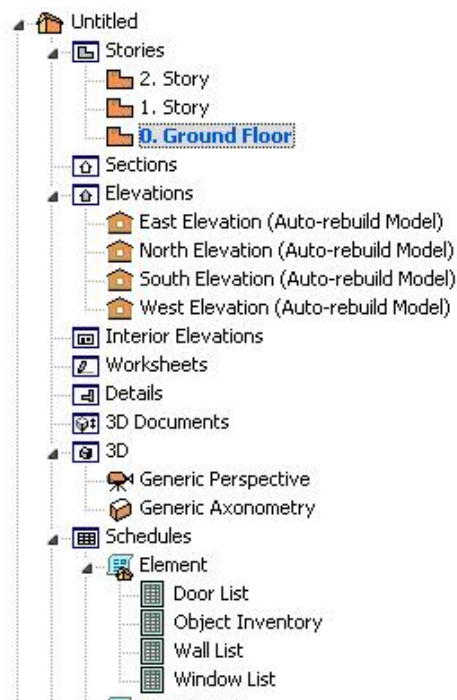 Untitled
Stories
2. Story
1. Story
0. Ground Floor
Sections
Elevations
East Elevation (Auto-rebuild Model)
North Elevation (Auto-rebuild Model)
South Elevation (Auto-rebuild Model)
West Elevation (Auto-rebuild Model)
Interior Elevations
Worksheets
Details
3D Documents
3D
Generic Perspective
Generic Axonometry
Schedules
Element
Door List
Object Inventory
Wall List
Window List